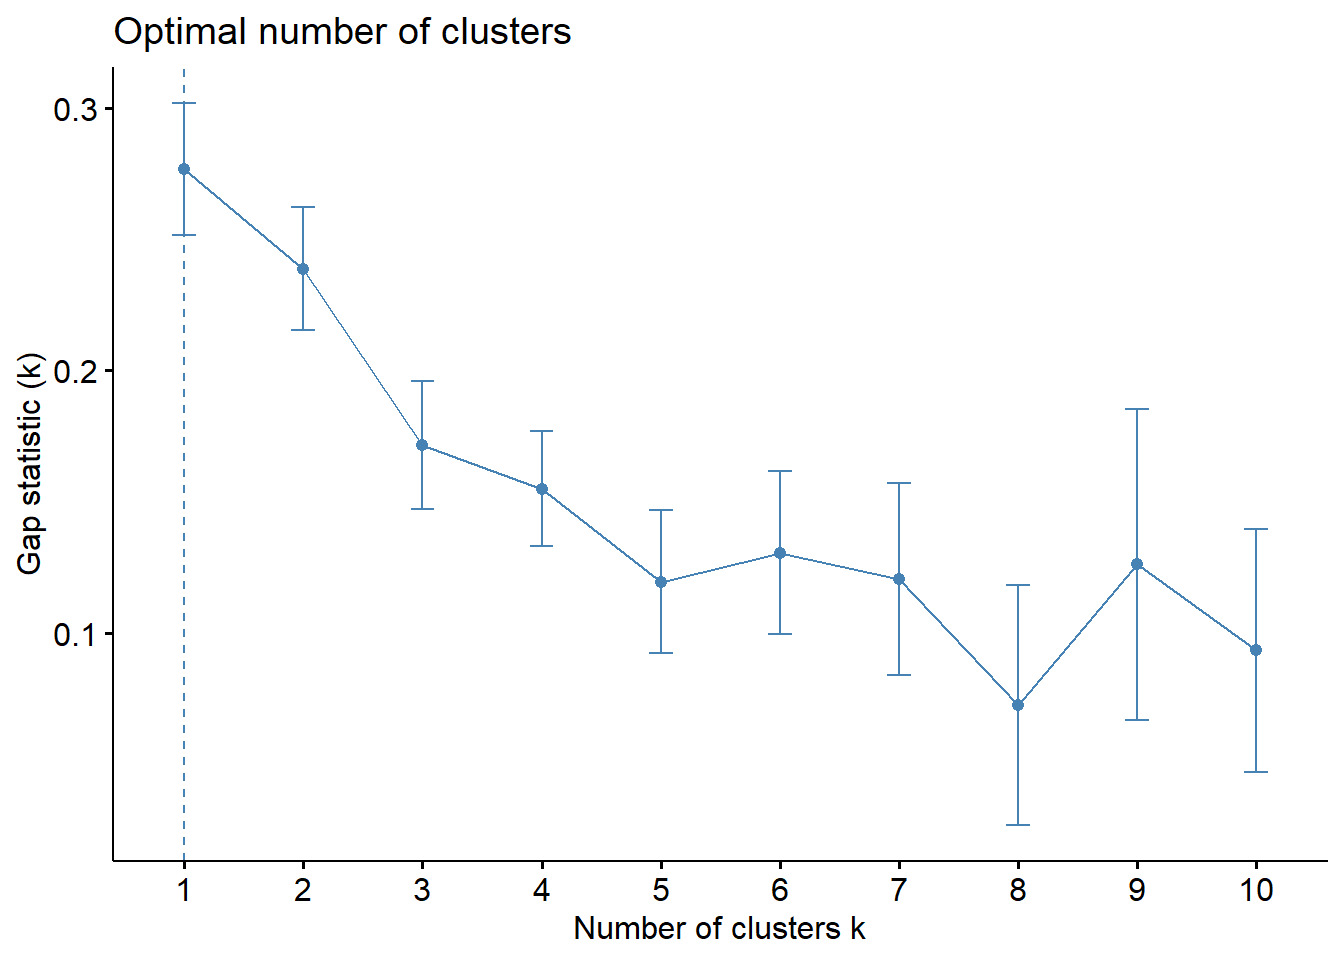 Optimal number of clusters
0.3
0.2
0.1
Gap statistic (k)
1 2 3 4 5 6 7 8 9 10
Number of clusters k